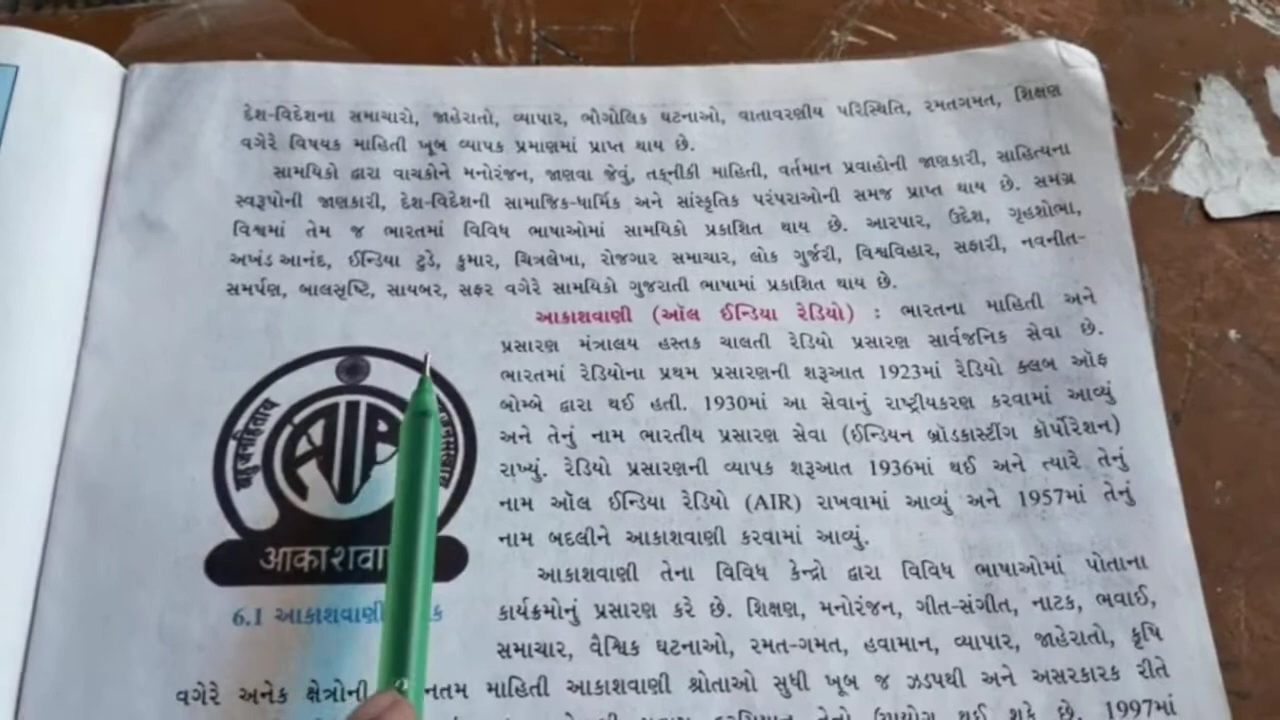 દેશ-વિદેશના સમાચારો, જાહેરાતો, વ્યાપાર, ભૌગોલિક ઘટનાઓ, વાતાવરણીય પરિસ્થિતિ, રમતગમત, શિક્ષણ
વગેરે વિષયક માહિતી ખૂબ વ્યાપક પ્રમાણમાં પ્રાપ્ત થાય છે.
સામયિકો દ્વારા વાચકોને મનોરંજન, જાણવા જેવું, તક્નીકી માહિતી, વર્તમાન પ્રવાહોની જાણકારી, સાહિત્યના
સ્વરૂપોની જાણકારી, દેશ-વિદેશની સામાજિક-ધાર્મિક અને સાંસ્કૃતિક પરંપરાઓની સમજ પ્રાપ્ત થાય છે. સમગ્ર
વિશ્વમાં તેમ જ ભારતમાં વિવિધ ભાષાઓમાં સામયિકો પ્રકાશિત થાય છે. આરપાર, ઉદેશ, ગૃહશોભા,
અખંડ આનંદ, ઈન્ડિયા ટુડે, કુમાર, ચિત્રલેખા, રોજગાર સમાચાર, લોક ગુર્જરી, વિશ્વવિહાર, સફારી, નવનીત-
સમર્પણ, બાલસૃષ્ટિ, સાયબર, સફર વગેરે સામયિકો ગુજરાતી ભાષામાં પ્રકાશિત થાય છે.
આકાશવાણી (ઑલ ઈન્ડિયા રેડિયો) : ભારતના માહિતી અને
પ્રસારણ મંત્રાલય હસ્તક ચાલતી રેડિયો પ્રસારણ સાર્વજનિક સેવા છે.
ભારતમાં રેડિયોના પ્રથમ પ્રસારણની શરૂઆત 1923માં રેડિયો ક્લબ ઑફ
બોમ્બે દ્વારા થઈ હતી. 1930માં આ સેવાનું રાષ્ટ્રીયકરણ કરવામાં આવ્યું
અને તેનું નામ ભારતીય પ્રસારણ સેવા (ઈન્ડિયન બ્રૉડકાસ્ટીંગ કૉર્પોરેશન)
રાખ્યું. રેડિયો પ્રસારણની વ્યાપક શરૂઆત 1936માં થઈ અને ત્યારે તેનું
નામ ઑલ ઈન્ડિયા રેડિયો (AIR) રાખવામાં આવ્યું અને 1957માં તેનું
નામ બદલીને આકાશવાણી કરવામાં આવ્યું.
बहुजनहिताय
AIR
आकाशवा
6.1 આકાશવાણી
આકાશવાણી તેના વિવિધ કેન્દ્રો દ્વારા વિવિધ ભાષાઓમાં પોતાના
કાર્યક્રમોનું પ્રસારણ કરે છે. શિક્ષણ, મનોરંજન, ગીત-સંગીત, નાટક, ભવાઈ,
સમાચાર, વૈશ્વિક ઘટનાઓ, રમત-ગમત, હવામાન, વ્યાપાર, જાહેરાતો, કૃષિ
વગેરે અનેક ક્ષેત્રોની નતમ માહિતી આકાશવાણી શ્રોતાઓ સુધી ખૂબ જ ઝડપથી અને અસરકારક રીતે
તેનો ઉપયોગ થઈ શકે છે. 1997માં